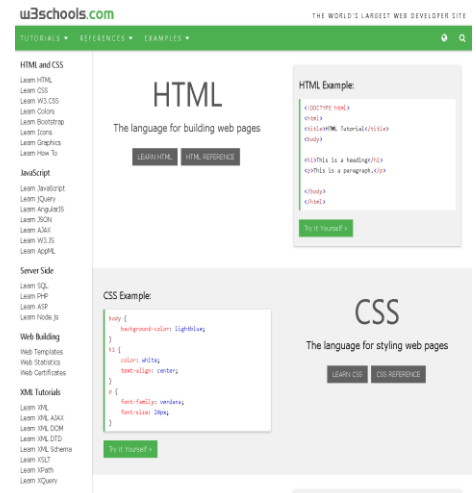 w3schools.com
THE WORLD'S LARGEST WEB DEVELOPER SITE
TUTORIALS REFERENCES EXAMPLES
HTML and CSS
Learn HTML
Learn CSS
Learn W3.CSS
Learn Colors
Learn Bootstrap
Learn Icons
Learn Graphics
Learn How To
JavaScript
Learn JavaScript
Learn jQuery
Learn AngularJS
Learn JSON
Learn AJAX
Learn W3.JS
Learn AppML
Server Side
Learn SQL
Learn PHP
Learn ASP
Learn Node.js
Web Building
Web Templates
Web Statistics
Web Certificates
XML Tutorials
Learn XML
Learn XML AJAX
Learn XML DOM
Learn XML DTD
Learn XML Schema
Learn XSLT
Learn XPath
Learn XQuery
HTML
The language for building web pages
LEARN HTML HTML REFERENCE
HTML Example:
<!DOCTYPE html>
<html>
<title>HTML Tutorial</title>
<body>
<h1>This is a heading</h1>
<p>This is a paragraph.</p>
</body>
</html>
Try it Yourself »
CSS Example:
body {
background-color: lightblue;
}
h1 {
color: white;
text-align: center;
}
p {
font-family: verdana;
font-size: 20px;
}
Try it Yourself »
CSS
The language for styling web pages
LEARN CSS CSS REFERENCE